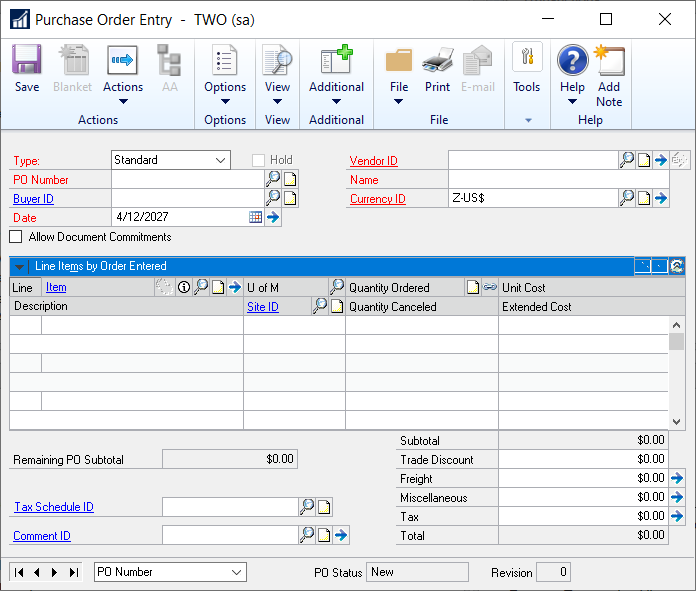 Purchase Order Entry - TWO (sa)
Save Blanket Actions AA Options View Additional File Print E-mail Tools Help Add Note
Actions Options View Additional File Help
Type: Standard Hold Vendor ID
PO Number Name
Buyer ID Currency ID Z-US$
Date 4/12/2027
Allow Document Commitments
Line Items by Order Entered
Line Item U of M Quantity Ordered Unit Cost
Description Site ID Quantity Canceled Extended Cost
Subtotal $0.00
Remaining PO Subtotal $0.00 Trade Discount $0.00
Freight $0.00
Miscellaneous $0.00
Tax Schedule ID Tax $0.00
Comment ID Total $0.00
PO Number PO Status New Revision 0